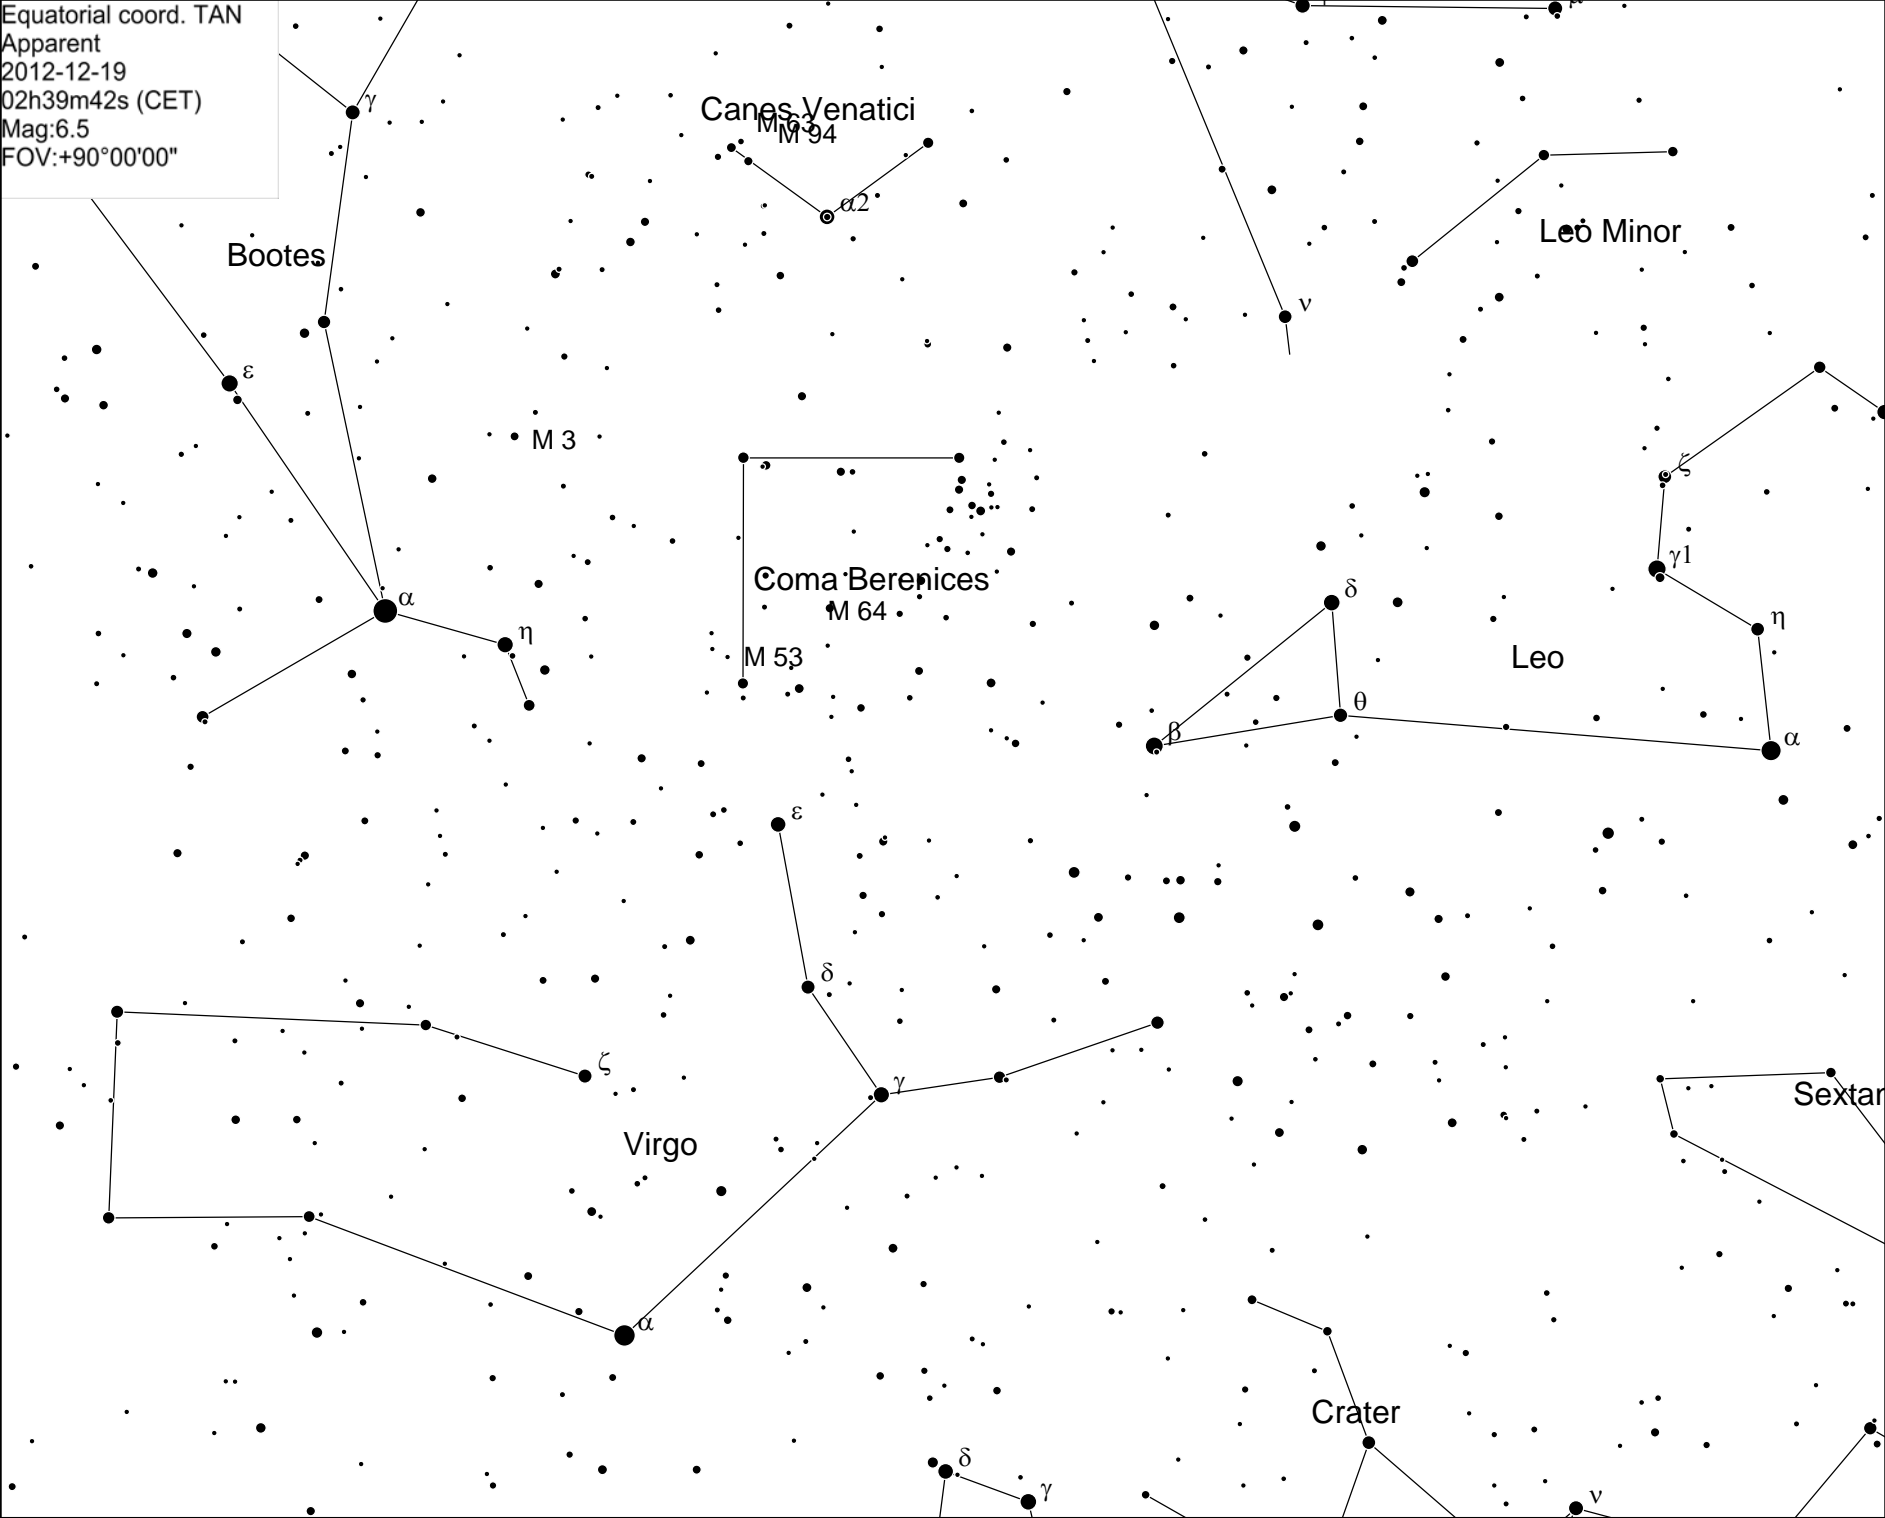 Equatorial coord. TAN
Apparent
2012-12-19
02h39m42s (CET)
Mag:6.5
FOV:+90°00'00"
μ
γ
Canes Venatici
M 63
M 94
α2
Leo Minor
Bootes
ν
ε
M 3
ζ
γ1
Coma Berenices
δ
α
M 64
η
η
M 53
Leo
θ
β
α
ε
δ
ζ
γ
Sextar
Virgo
α
Crater
δ
γ
ν